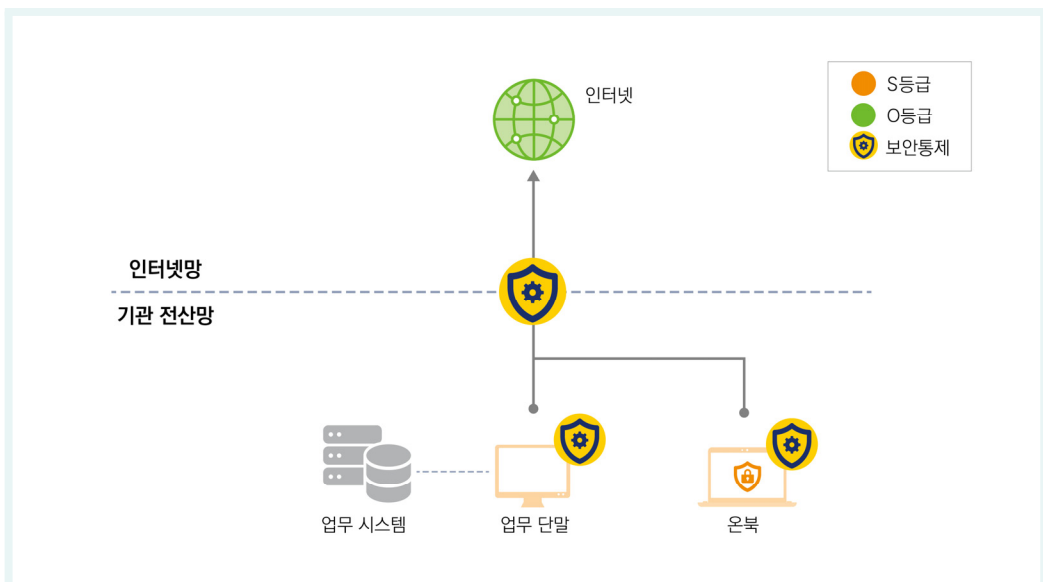 인터넷
S등급
O등급
보안통제
인터넷망
기관 전산망
업무 시스템
업무 단말
온북